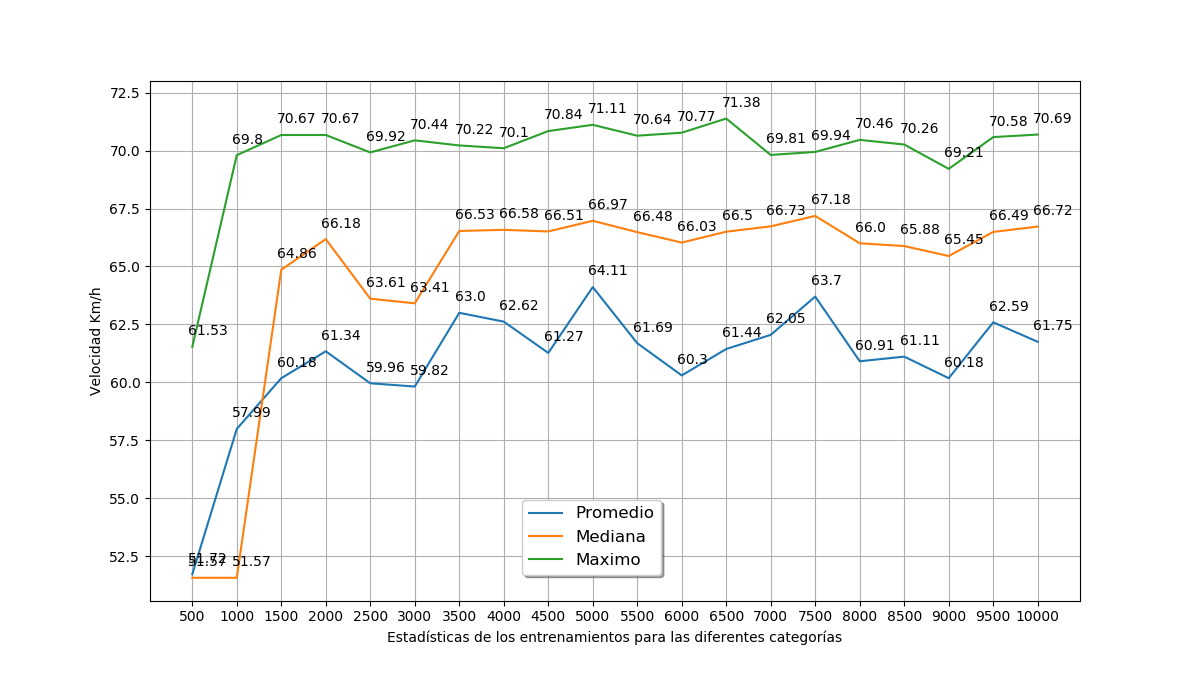 72.5
70.0
67.5
65.0
62.5
60.0
57.5
55.0
52.5
Velocidad Km/h
61.53 69.8 70.67 70.67 69.92 70.44 70.22 70.1 70.84 71.11 70.64 70.77 71.38 69.81 69.94 70.46 70.26 69.21 70.58 70.69
51.57 51.57 64.86 66.18 63.61 63.41 66.53 66.58 66.51 66.97 66.48 66.03 66.5 66.73 67.18 66.0 65.88 65.45 66.49 66.72
51.72 57.99 60.18 61.34 59.96 59.82 63.0 62.62 61.27 64.11 61.69 60.3 61.44 62.05 63.7 60.91 61.11 60.18 62.59 61.75
Promedio
Mediana
Maximo
500 1000 1500 2000 2500 3000 3500 4000 4500 5000 5500 6000 6500 7000 7500 8000 8500 9000 9500 10000
Estadísticas de los entrenamientos para las diferentes categorías